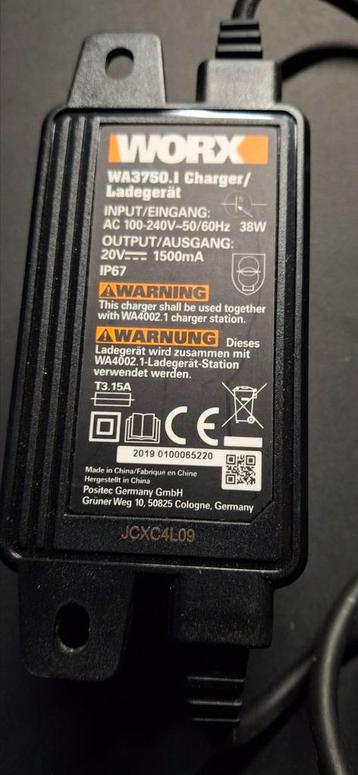 WORX
WA3750.1 Charger/
Ladegerät
INPUT/EINGANG:
AC 100-240V~50/60Hz 38W
OUTPUT/AUSGANG:
20V⎓ 1500mA
IP67
WARNING
This charger shall be used together
with WA4002.1 charger station.
WARNUNG Dieses
Ladegerät wird zusammen mit
WA4002.1-Ladegerät-Station
verwendet werden.
T3.15A
CE
2019 0100065220
Made in China/Fabrique en Chine
Hergestellt in China
Positec Germany GmbH
Grüner Weg 10, 50825 Cologne, Germany
JCXC4L09